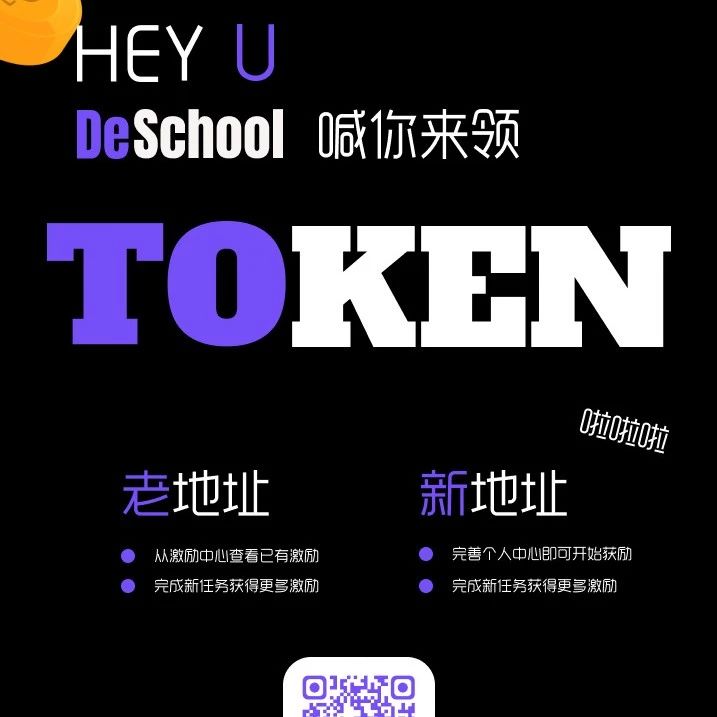 HEY U
DeSchool 喊你来领
TOKEN
啦啦啦
老地址
从激励中心查看已有激励
完成新任务获得更多激励
新地址
完善个人中心即可开始获励
完成新任务获得更多激励